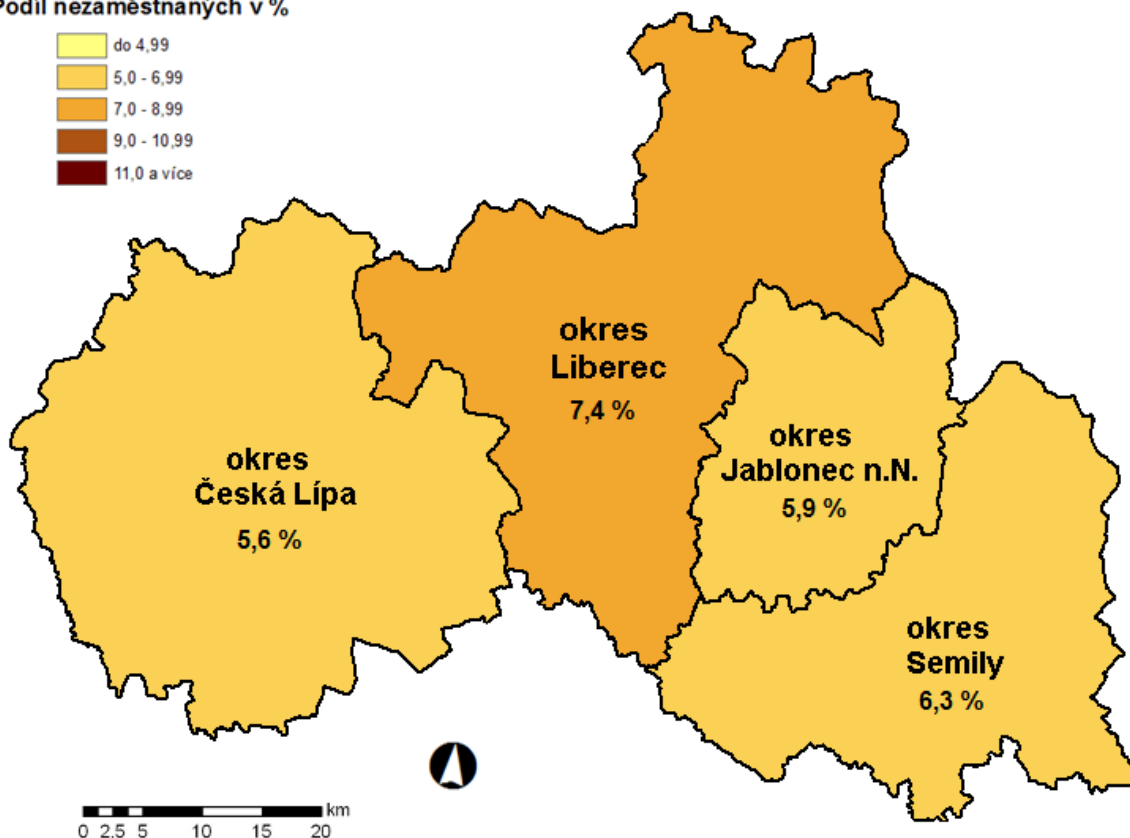 Podíl nezaměstnaných v %
do 4,99
5,0 - 6,99
7,0 - 8,99
9,0 - 10,99
11,0 a více
okres
Liberec
7,4 %
okres
Jablonec n.N.
5,9 %
okres
Česká Lípa
5,6 %
okres
Semily
6,3 %
km
0 2,5 5 10 15 20